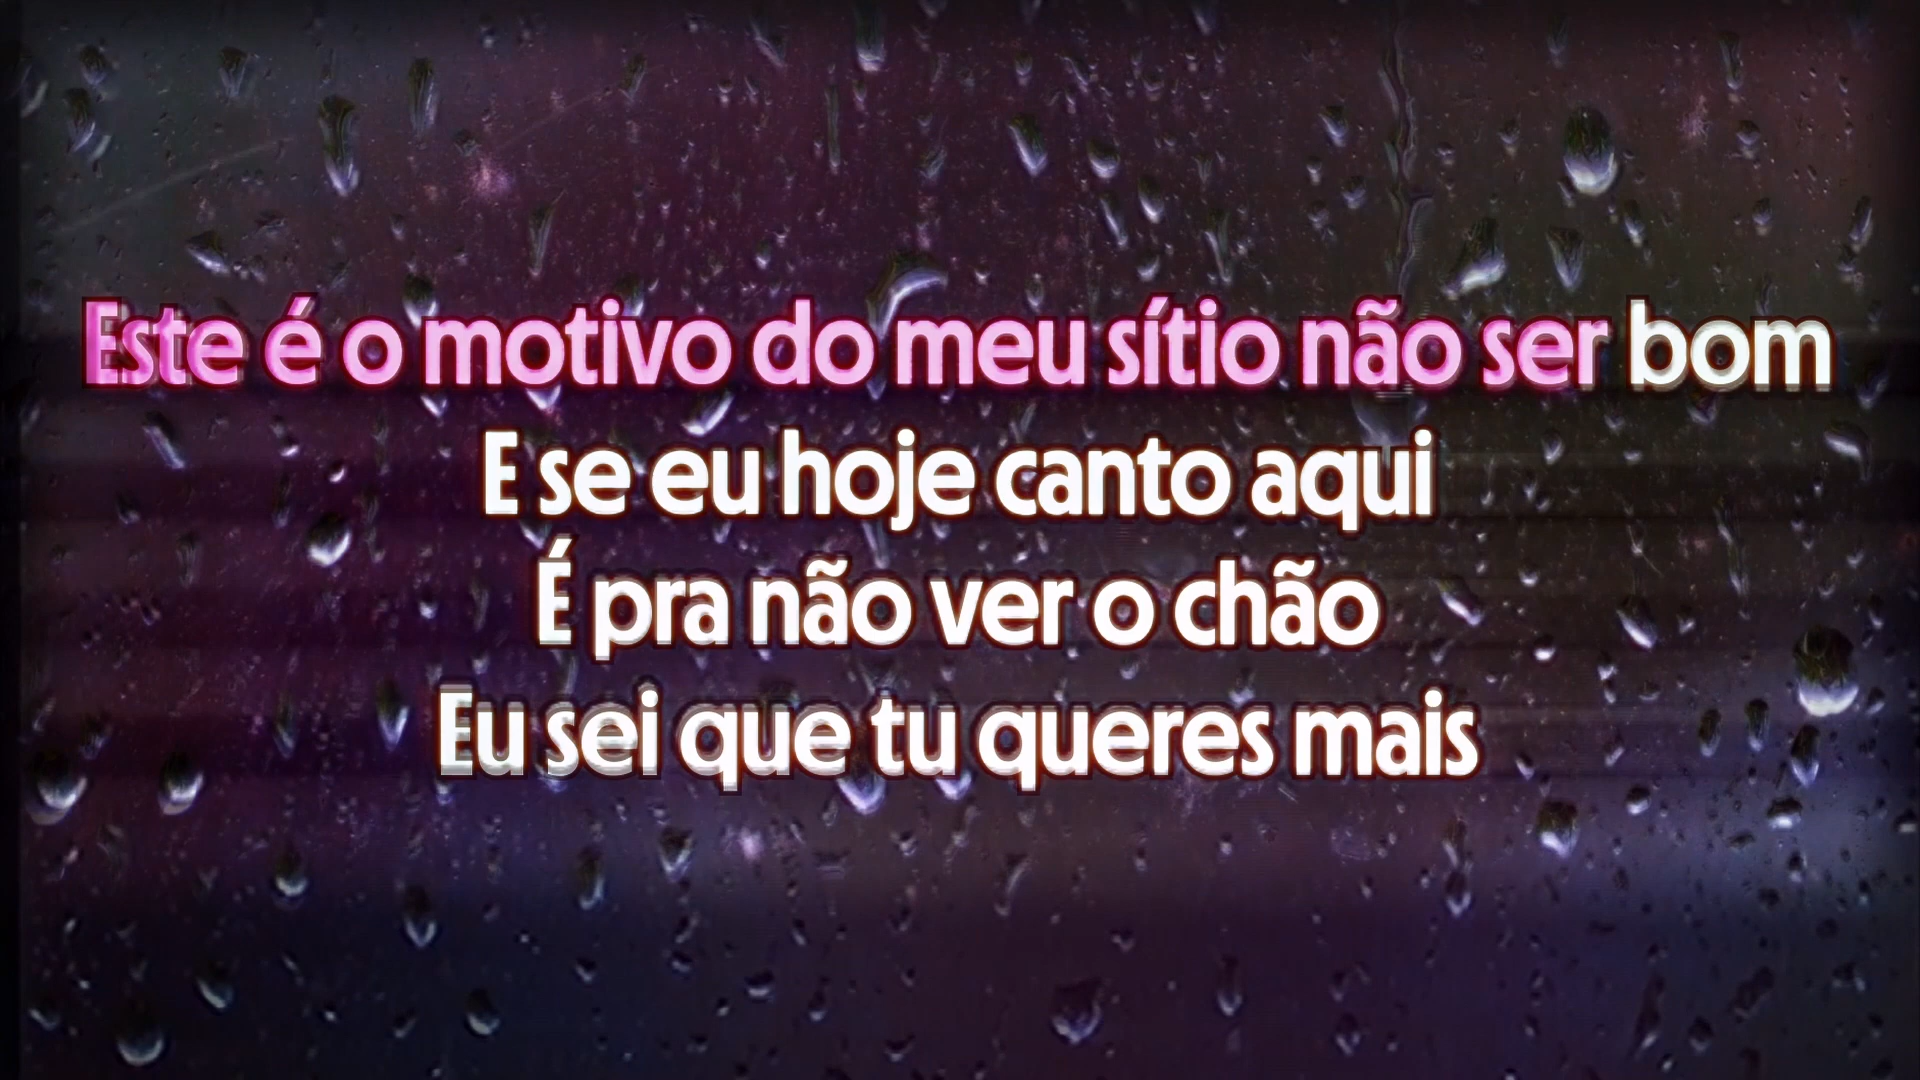 Este é o motivo do meu sítio não ser bom
E se eu hoje canto aqui
É pra não ver o chão
Eu sei que tu queres mais